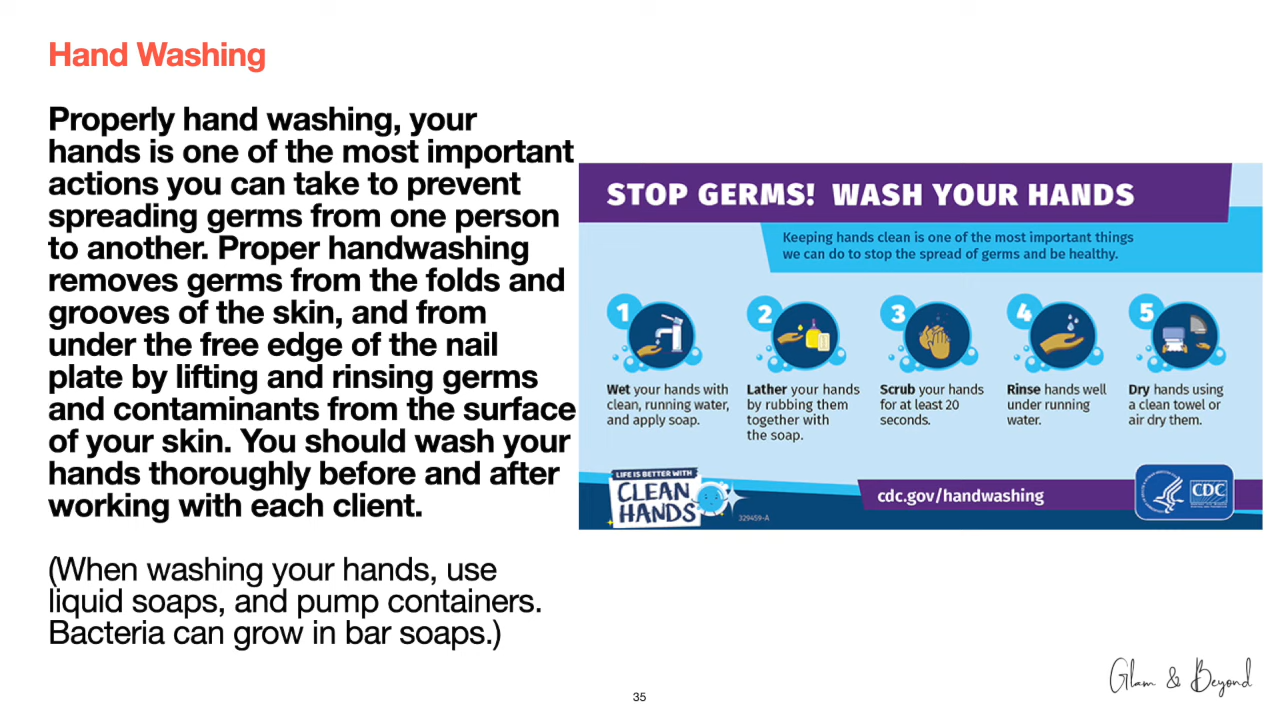 Hand Washing
Properly hand washing, your
hands is one of the most important
actions you can take to prevent
spreading germs from one person
to another. Proper handwashing
removes germs from the folds and
grooves of the skin, and from
under the free edge of the nail
plate by lifting and rinsing germs
and contaminants from the surface
of your skin. You should wash your
hands thoroughly before and after
working with each client.
(When washing your hands, use
liquid soaps, and pump containers.
Bacteria can grow in bar soaps.)
STOP GERMS! WASH YOUR HANDS
Keeping hands clean is one of the most important things
we can do to stop the spread of germs and be healthy.
1
Wet your hands with
clean, running water,
and apply soap.
2
Lather your hands
by rubbing them
together with
the soap.
3
Scrub your hands
for at least 20
seconds.
4
Rinse hands well
under running
water.
5
Dry hands using
a clean towel or
air dry them.
LIFE IS BETTER WITH
CLEAN
HANDS
329459-A
cdc.gov/handwashing
CDC
35
Glam & Beyond